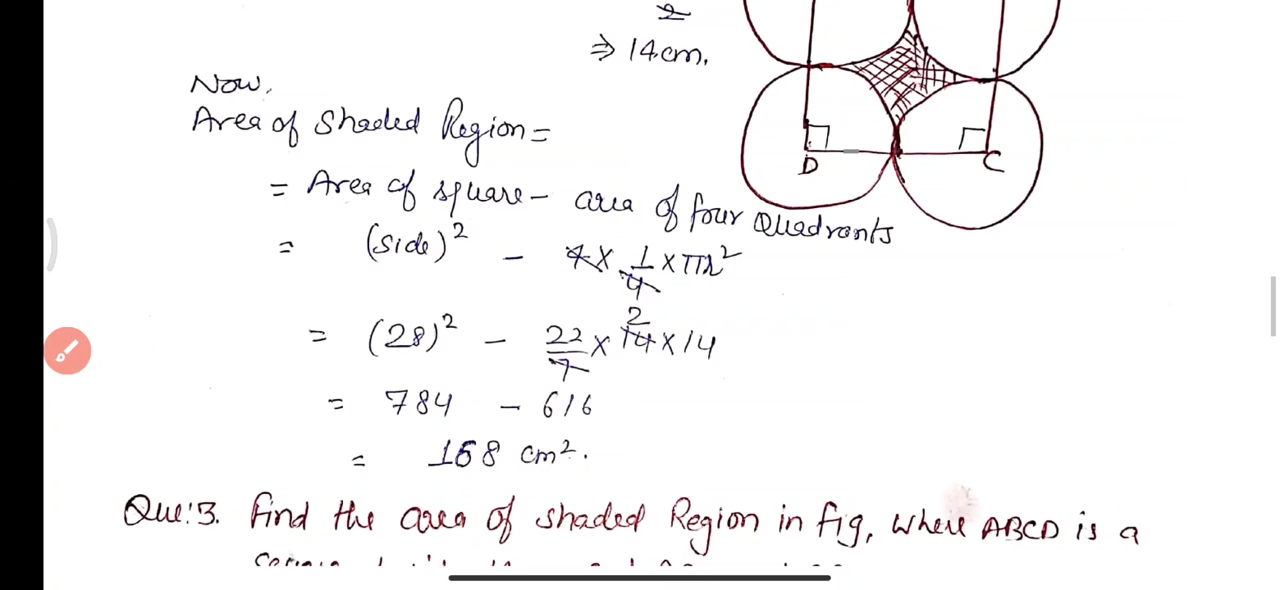 2
⇒ 14cm.
Now,
Area of Shaded Region =
= Area of square - area of four Quadrants
= (Side)² - 4 × 1/4 × πr²
= (28)² - 22/7 × 14 × 14
2
= 784 - 616
= 168 cm².
D
C
Que:3. Find the area of shaded Region in fig, where ABCD is a